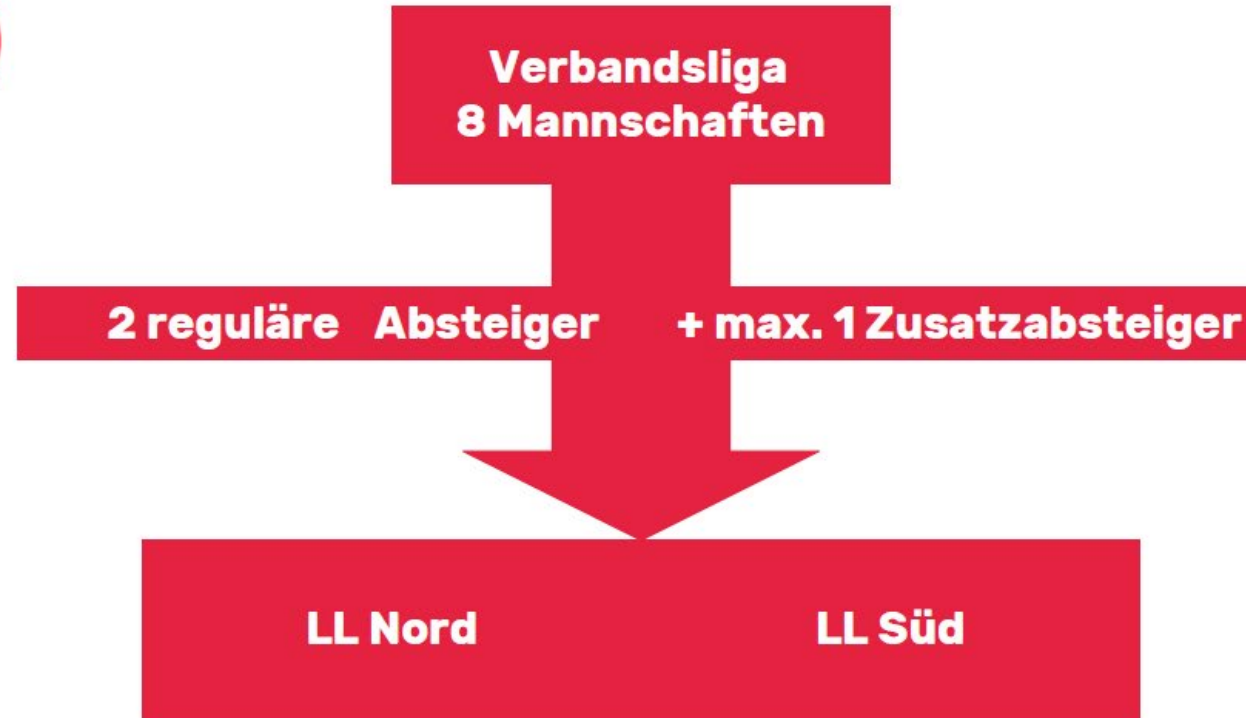 Verbandsliga
8 Mannschaften
2 reguläre Absteiger + max. 1 Zusatzabsteiger
LL Nord LL Süd